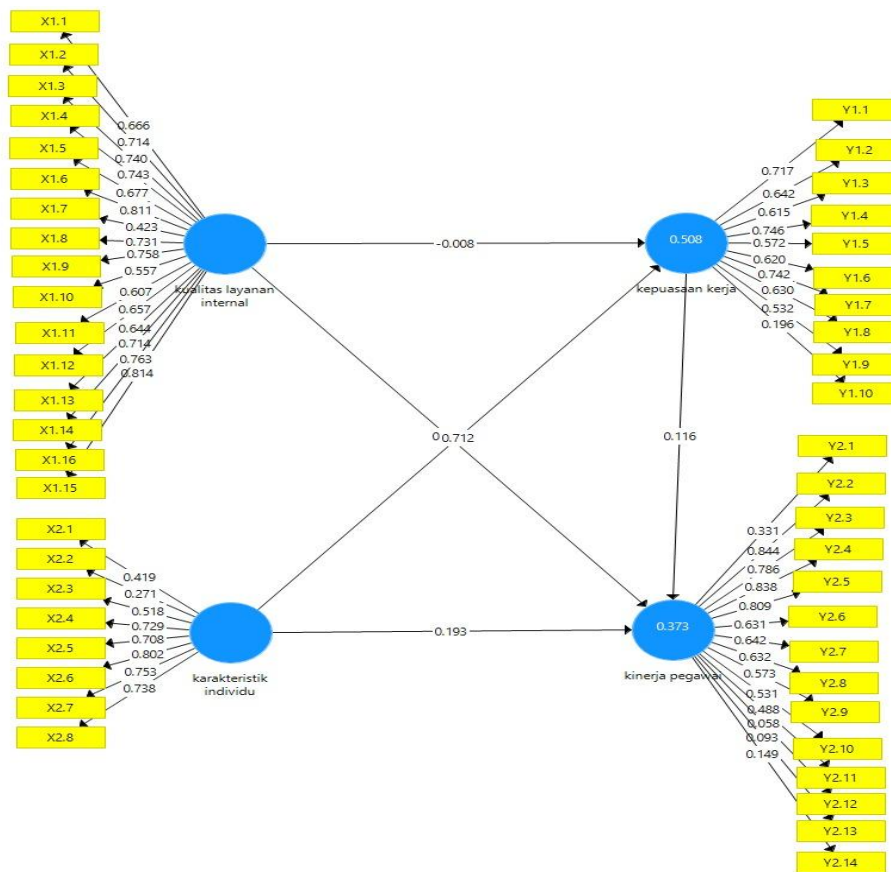 X1.1
X1.2
X1.3
X1.4
X1.5
X1.6
X1.7
X1.8
X1.9
X1.10
X1.11
X1.12
X1.13
X1.14
X1.16
X1.15
0.666
0.714
0.740
0.743
0.677
0.811
0.423
0.731
0.758
0.557
0.607
0.657
0.644
0.714
0.763
0.814
kualitas layanan
internal
-0.008
0.508
kepuasaan kerja
0.717
0.642
0.615
0.746
0.572
0.620
0.742
0.630
0.532
0.196
Y1.1
Y1.2
Y1.3
Y1.4
Y1.5
Y1.6
Y1.7
Y1.8
Y1.9
Y1.10
0.712
0.116
X2.1
X2.2
X2.3
X2.4
X2.5
X2.6
X2.7
X2.8
0.419
0.271
0.518
0.729
0.708
0.802
0.753
0.738
karakteristik
individu
0.193
0.373
kinerja pegawai
0.331
0.844
0.786
0.838
0.809
0.631
0.642
0.632
0.573
0.531
0.488
0.058
0.093
0.149
Y2.1
Y2.2
Y2.3
Y2.4
Y2.5
Y2.6
Y2.7
Y2.8
Y2.9
Y2.10
Y2.11
Y2.12
Y2.13
Y2.14